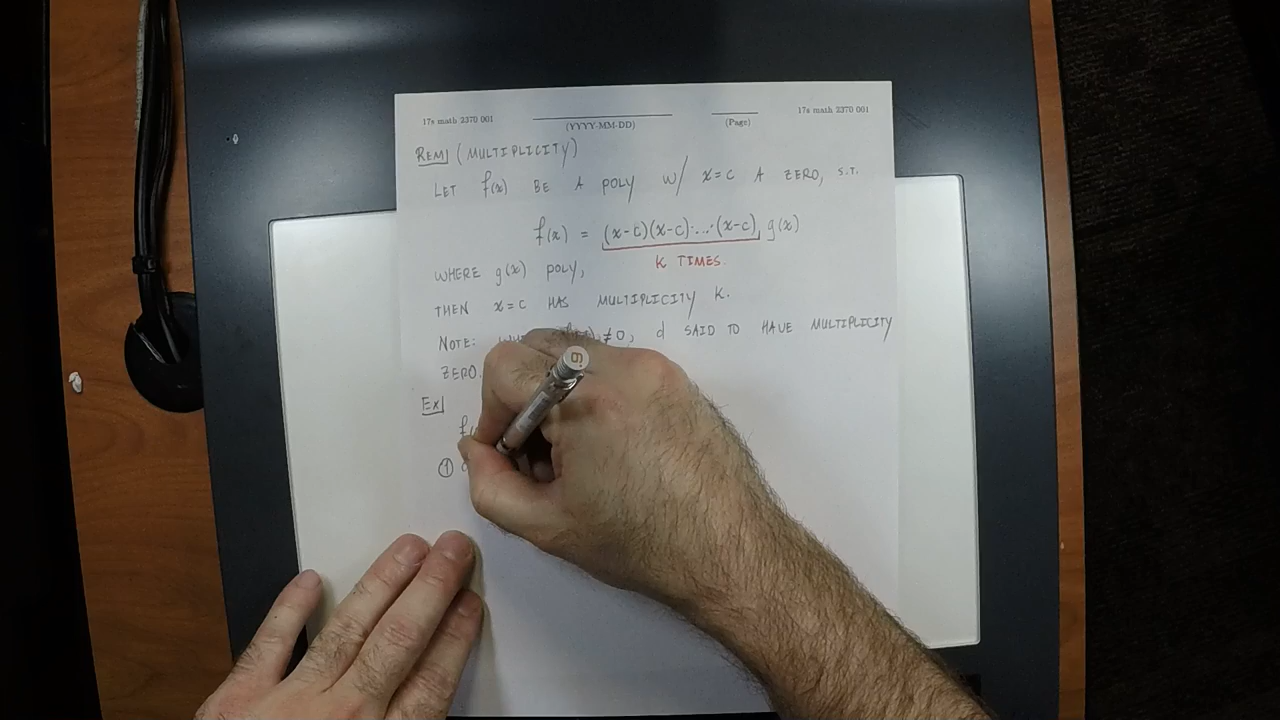 17s math 2370 001 (YYYY-MM-DD) (Page) 17s math 2370 001
REM (MULTIPLICITY)
LET f(x) BE A POLY W/ x=c A ZERO, S.T.
f(x) = (x-c)(x-c)·...·(x-c) g(x)
K TIMES.
WHERE g(x) POLY,
THEN x=c HAS MULTIPLICITY K.
NOTE: ≠0, d SAID TO HAVE MULTIPLICITY
ZERO.
Ex
f(
①
6